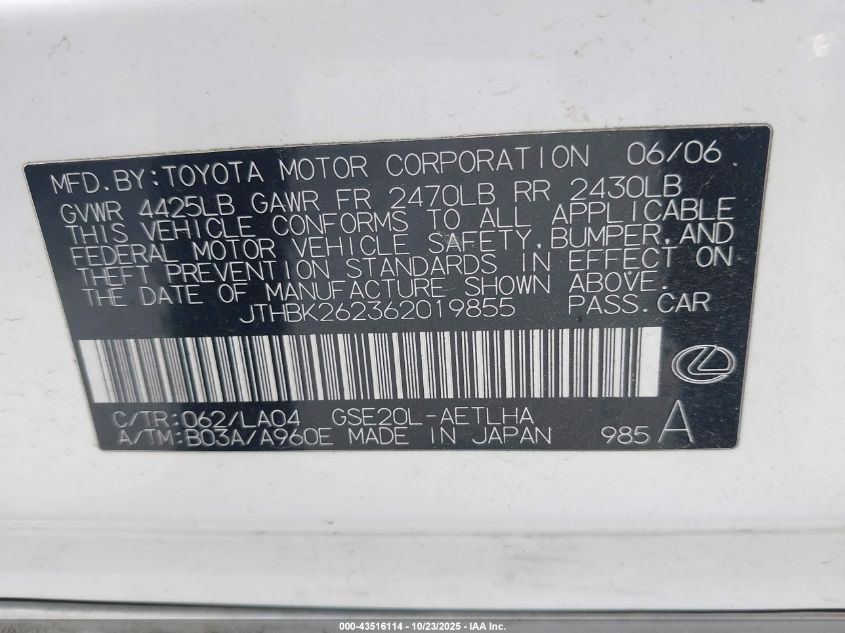 MFD.BY:TOYOTA MOTOR CORPORATION 06/06
GVWR 4425LB GAWR FR 2470LB RR 2430LB
THIS VEHICLE CONFORMS TO ALL APPLICABLE
FEDERAL MOTOR VEHICLE SAFETY, BUMPER, AND
THEFT PREVENTION STANDARDS IN EFFECT ON
THE DATE OF MANUFACTURE SHOWN ABOVE.
JTHBK262362019855 PASS.CAR
C/TR:062/LA04 GSE20L-AETLHA
A/TM:B03A/A960E MADE IN JAPAN 985 A
000-43516114 - 10/23/2025 - IAA Inc.